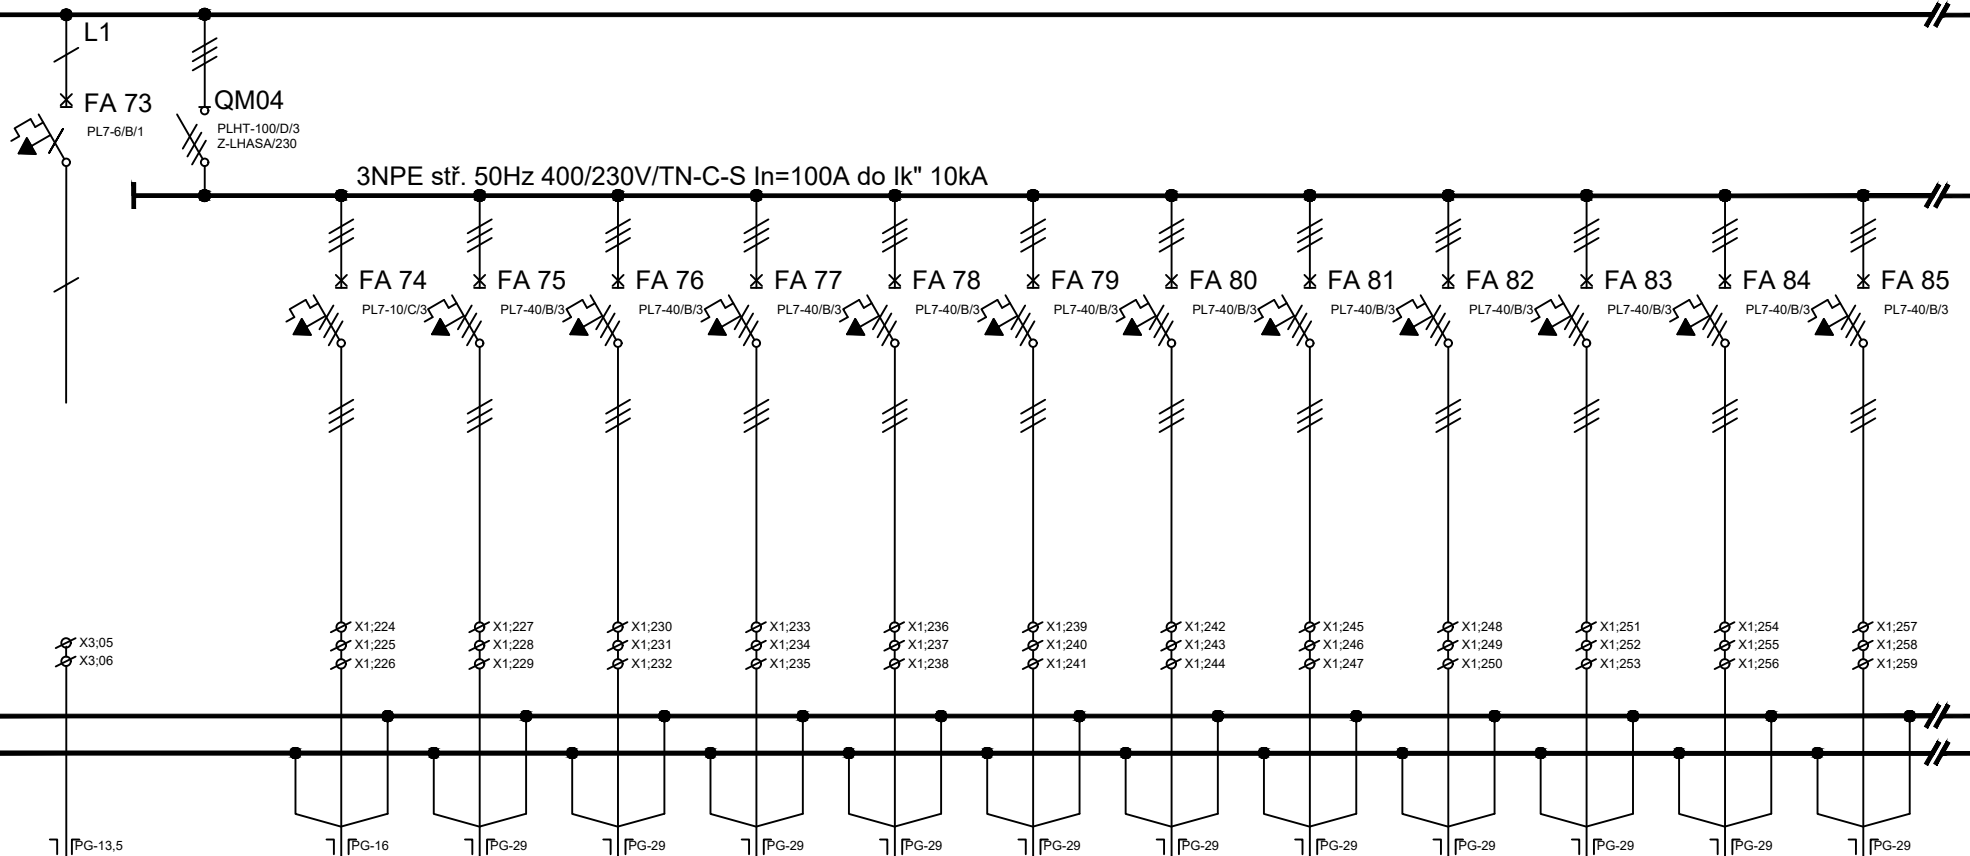 L1
FA 73
PL7-6/B/1
QM04
PLHT-100/D/3
Z-LHASA/230
3NPE stř. 50Hz 400/230V/TN-C-S In=100A do Ik" 10kA
FA 74
PL7-10/C/3
FA 75
PL7-40/B/3
FA 76
PL7-40/B/3
FA 77
PL7-40/B/3
FA 78
PL7-40/B/3
FA 79
PL7-40/B/3
FA 80
PL7-40/B/3
FA 81
PL7-40/B/3
FA 82
PL7-40/B/3
FA 83
PL7-40/B/3
FA 84
PL7-40/B/3
FA 85
PL7-40/B/3
X3;05
X3;06
X1;224
X1;225
X1;226
X1;227
X1;228
X1;229
X1;230
X1;231
X1;232
X1;233
X1;234
X1;235
X1;236
X1;237
X1;238
X1;239
X1;240
X1;241
X1;242
X1;243
X1;244
X1;245
X1;246
X1;247
X1;248
X1;249
X1;250
X1;251
X1;252
X1;253
X1;254
X1;255
X1;256
X1;257
X1;258
X1;259
PG-13,5
PG-16
PG-29
PG-29
PG-29
PG-29
PG-29
PG-29
PG-29
PG-29
PG-29
PG-29
PG-29